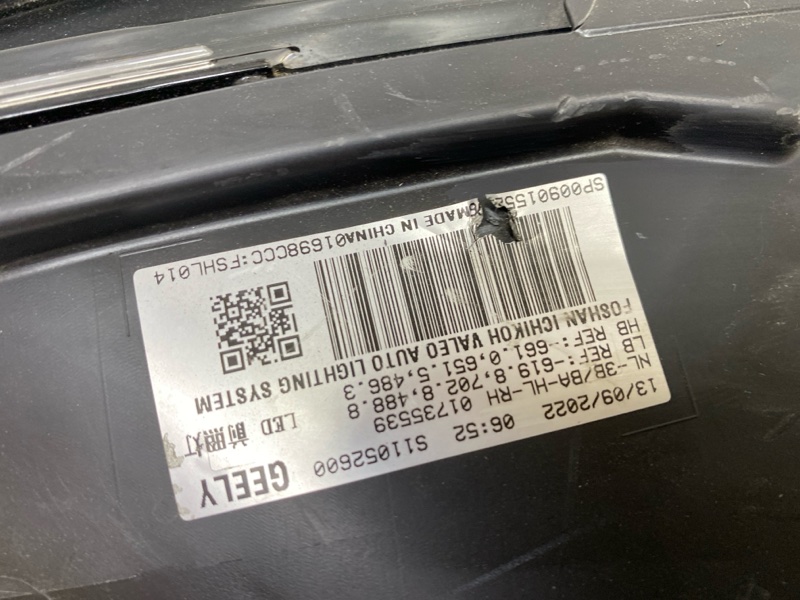 13/09/2022 06:52 S110526​00 GEELY
NL-3B/BA-HL-RH 01735539 LED 前照灯
LB REF:-619.8,702.8,488.8
HB REF:-661.0,651.5,486.3
FOSHAN ICHIKOH VALEO AUTO LIGHTING SYSTEM
MADE IN CHINA01698CCC:FSHL014